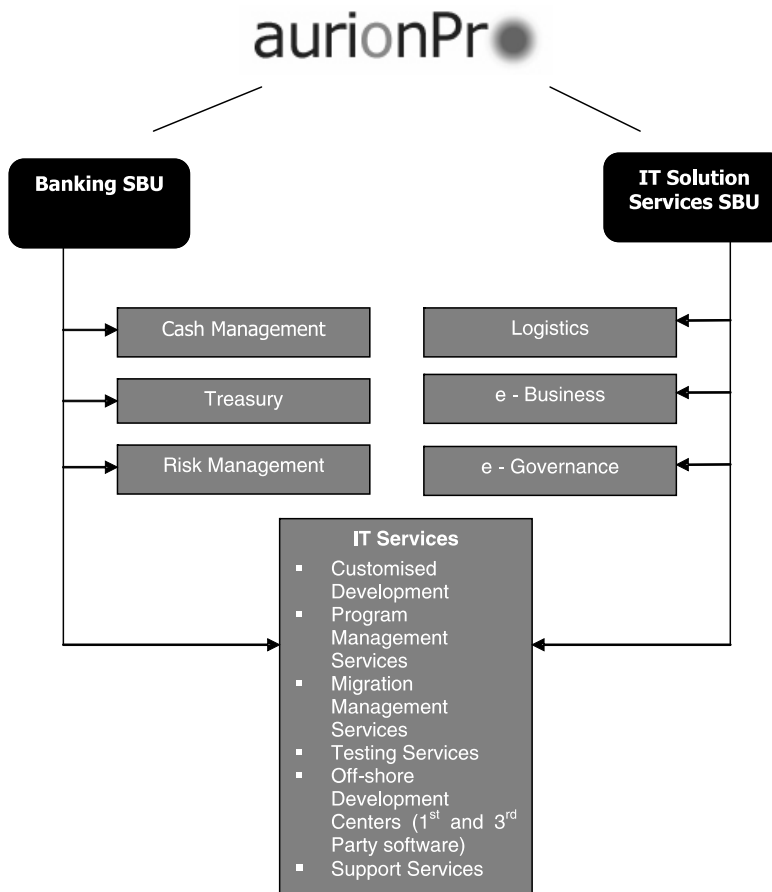 aurionPro
Banking SBU
IT Solution
Services SBU
Cash Management
Logistics
Treasury
e - Business
Risk Management
e - Governance
IT Services
▪ Customised
Development
▪ Program
Management
Services
▪ Migration
Management
Services
▪ Testing Services
▪ Off-shore
Development
Centers (1st and 3rd
Party software)
▪ Support Services